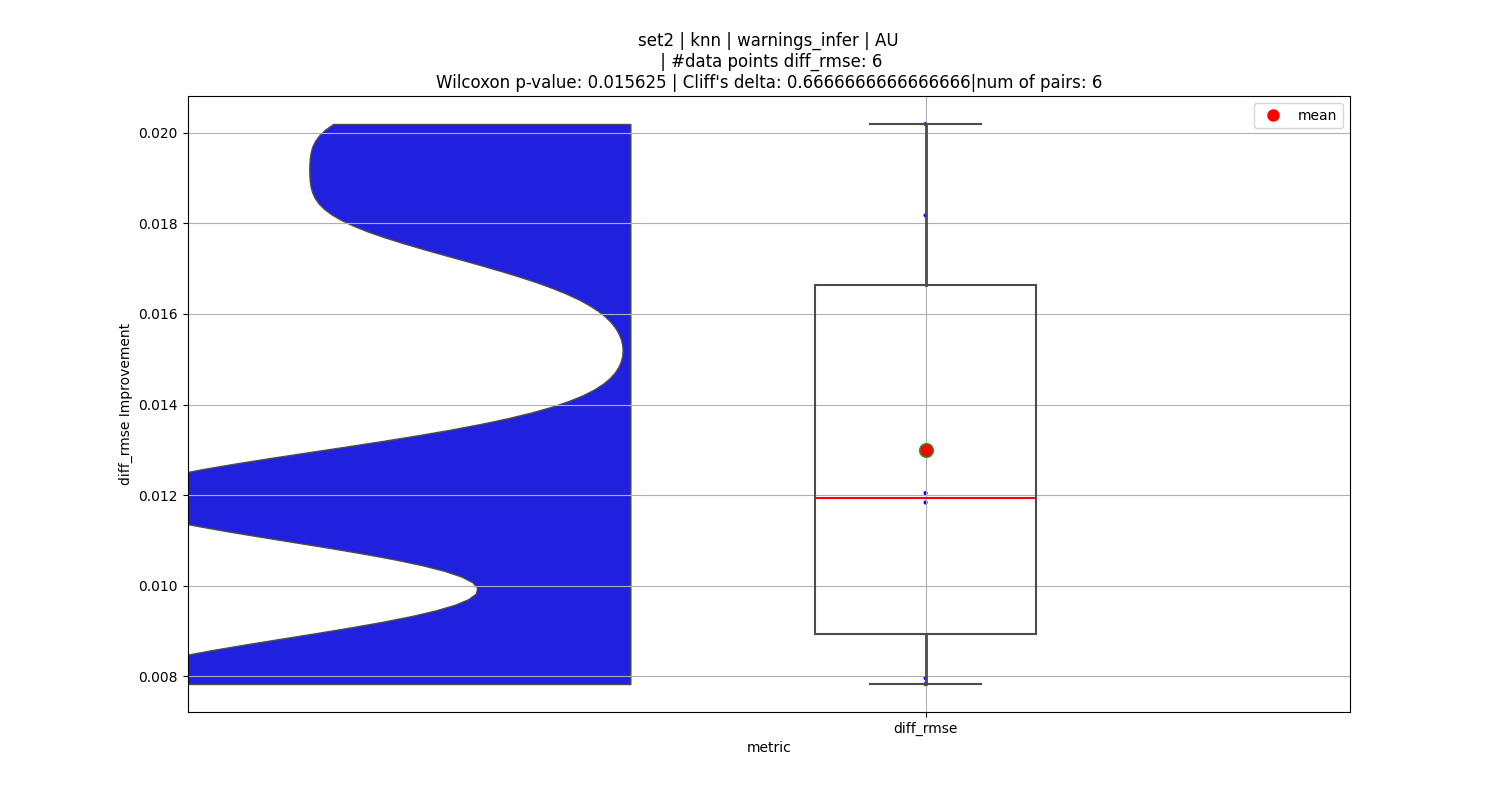 set2 | knn | warnings_infer | AU
| #data points diff_rmse: 6
Wilcoxon p-value: 0.015625 | Cliff's delta: 0.6666666666666666|num of pairs: 6
mean
0.020
0.018
0.016
0.014
0.012
0.010
0.008
diff_rmse Improvement
diff_rmse
metric